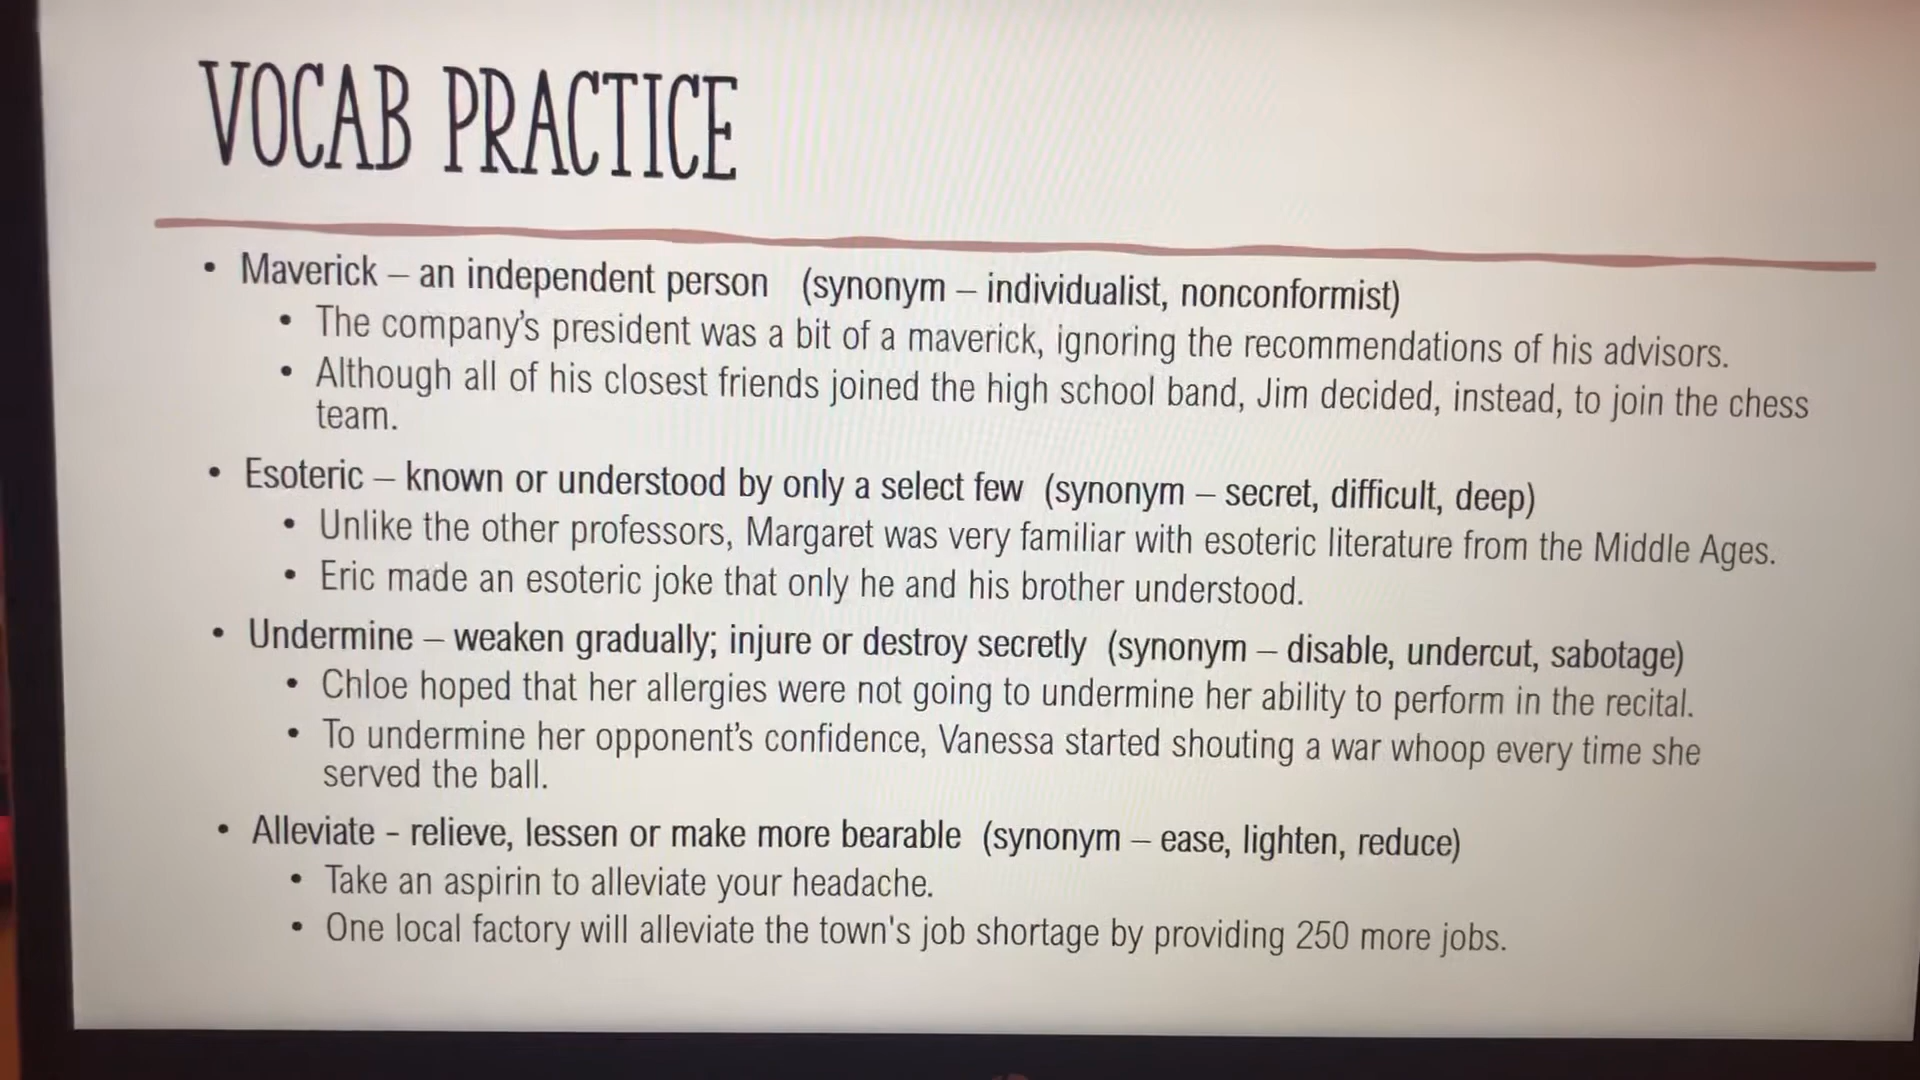 VOCAB PRACTICE
• Maverick – an independent person (synonym – individualist, nonconformist)
• The company's president was a bit of a maverick, ignoring the recommendations of his advisors.
• Although all of his closest friends joined the high school band, Jim decided, instead, to join the chess
team.
• Esoteric – known or understood by only a select few (synonym – secret, difficult, deep)
• Unlike the other professors, Margaret was very familiar with esoteric literature from the Middle Ages.
• Eric made an esoteric joke that only he and his brother understood.
• Undermine – weaken gradually; injure or destroy secretly (synonym – disable, undercut, sabotage)
• Chloe hoped that her allergies were not going to undermine her ability to perform in the recital.
• To undermine her opponent's confidence, Vanessa started shouting a war whoop every time she
served the ball.
• Alleviate - relieve, lessen or make more bearable (synonym – ease, lighten, reduce)
• Take an aspirin to alleviate your headache.
• One local factory will alleviate the town's job shortage by providing 250 more jobs.